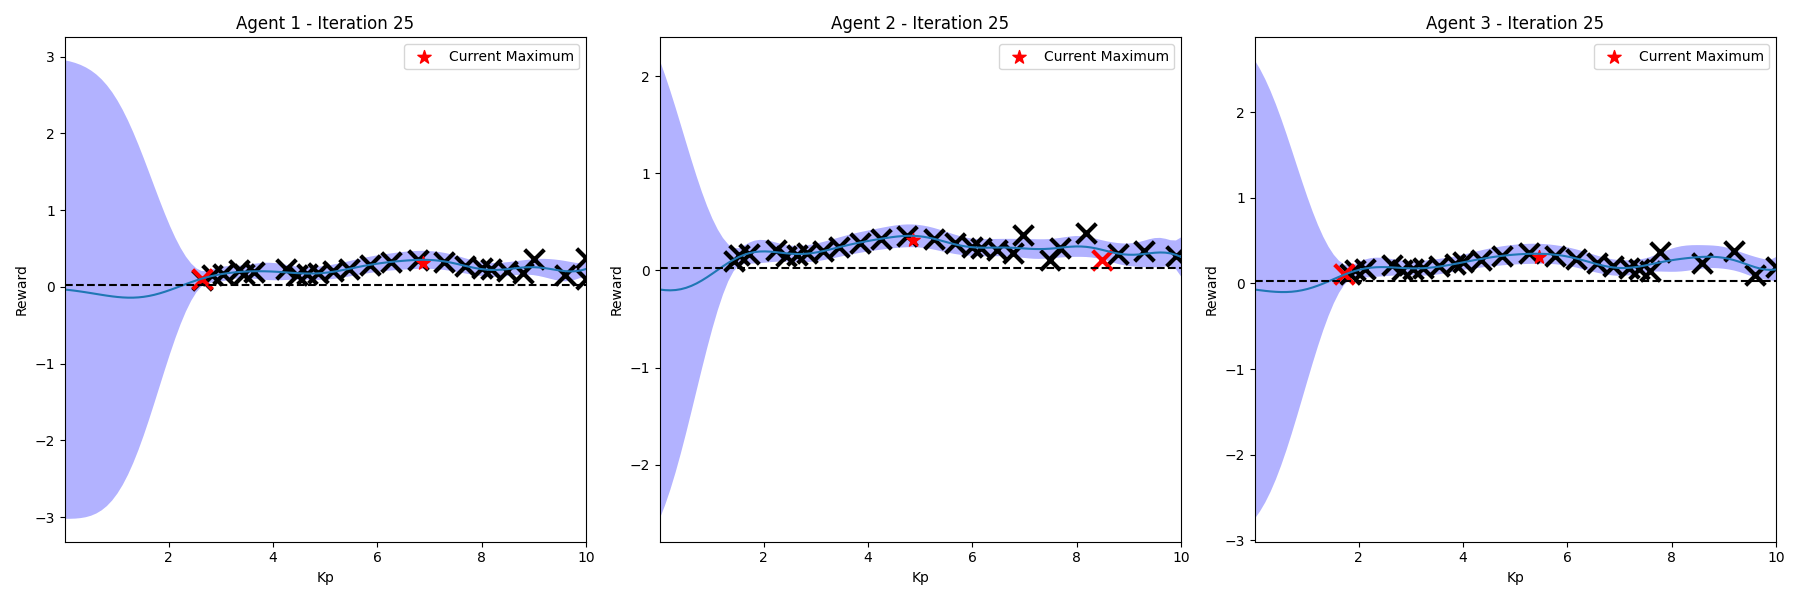 Agent 1 - Iteration 25
Current Maximum
3
2
1
0
−1
−2
−3
Reward
2
4
6
8
10
Kp
Agent 2 - Iteration 25
Current Maximum
2
1
0
−1
−2
Reward
2
4
6
8
10
Kp
Agent 3 - Iteration 25
Current Maximum
2
1
0
−1
−2
−3
Reward
2
4
6
8
10
Kp